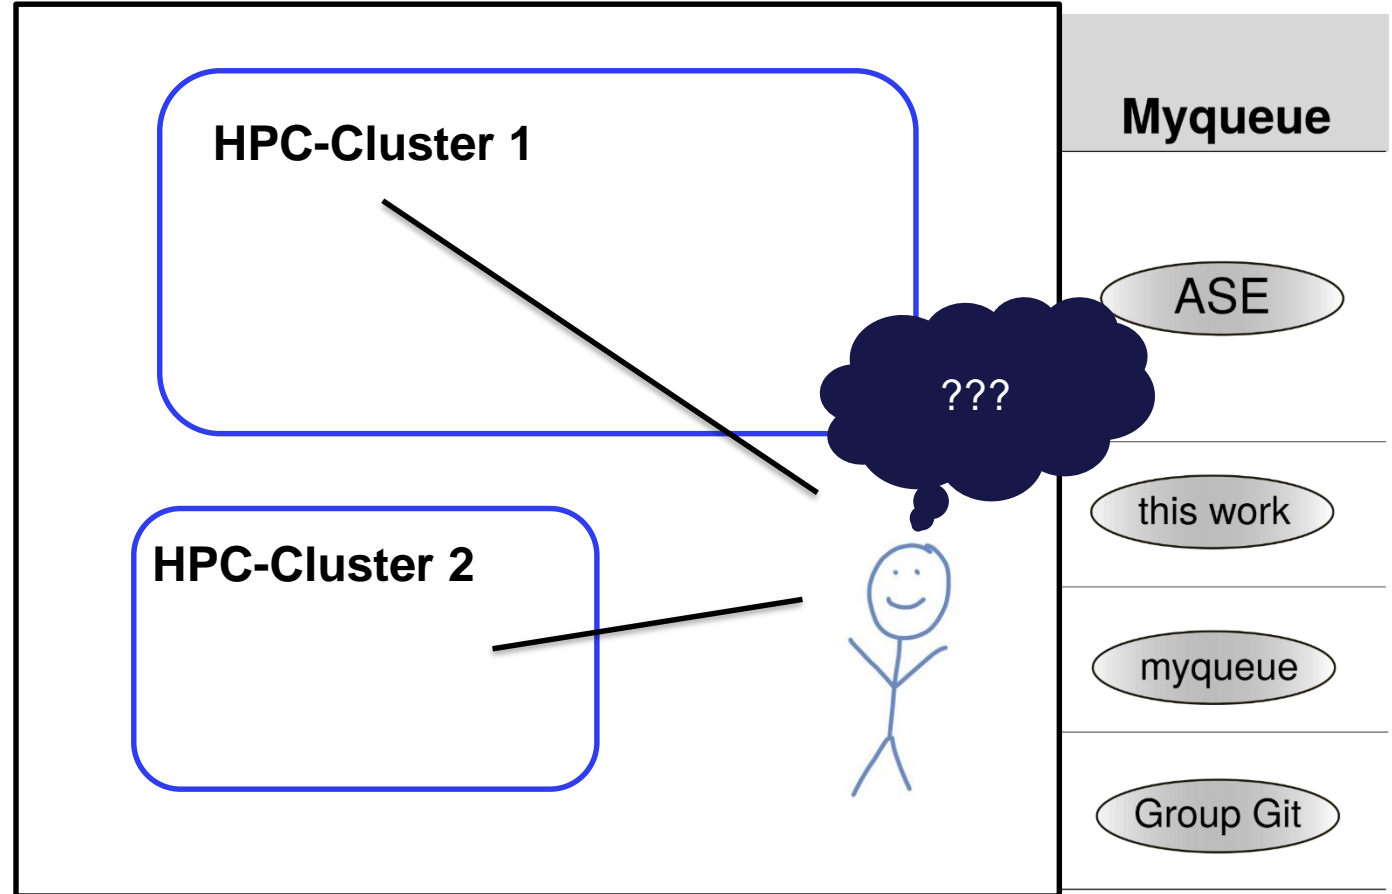 HPC-Cluster 1
???
HPC-Cluster 2
Myqueue
ASE
this work
myqueue
Group Git